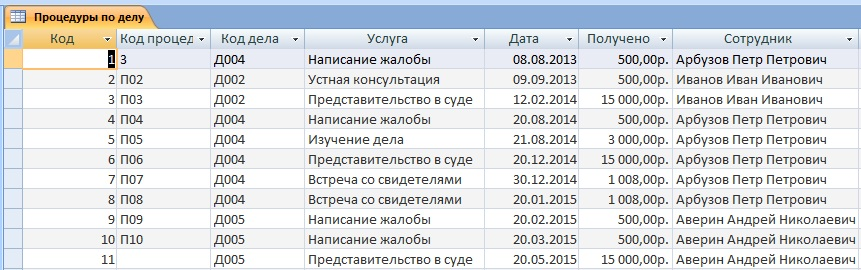 Процедуры по делу
Код Код процед Код дела Услуга Дата Получено Сотрудник
1 3 Д004 Написание жалобы 08.08.2013 500,00р. Арбузов Петр Петрович
2 П02 Д002 Устная консультация 09.09.2013 500,00р. Иванов Иван Иванович
3 П03 Д002 Представительство в суде 12.02.2014 15 000,00р. Иванов Иван Иванович
4 П04 Д004 Написание жалобы 20.08.2014 500,00р. Арбузов Петр Петрович
5 П05 Д004 Изучение дела 21.08.2014 3 000,00р. Арбузов Петр Петрович
6 П06 Д004 Представительство в суде 20.12.2014 15 000,00р. Арбузов Петр Петрович
7 П07 Д004 Встреча со свидетелями 30.12.2014 1 008,00р. Арбузов Петр Петрович
8 П08 Д004 Встреча со свидетелями 20.01.2015 1 008,00р. Арбузов Петр Петрович
9 П09 Д005 Написание жалобы 20.02.2015 500,00р. Аверин Андрей Николаевич
10 П10 Д005 Написание жалобы 20.03.2015 500,00р. Аверин Андрей Николаевич
11 Д005 Представительство в суде 20.05.2015 15 000,00р. Аверин Андрей Николаевич